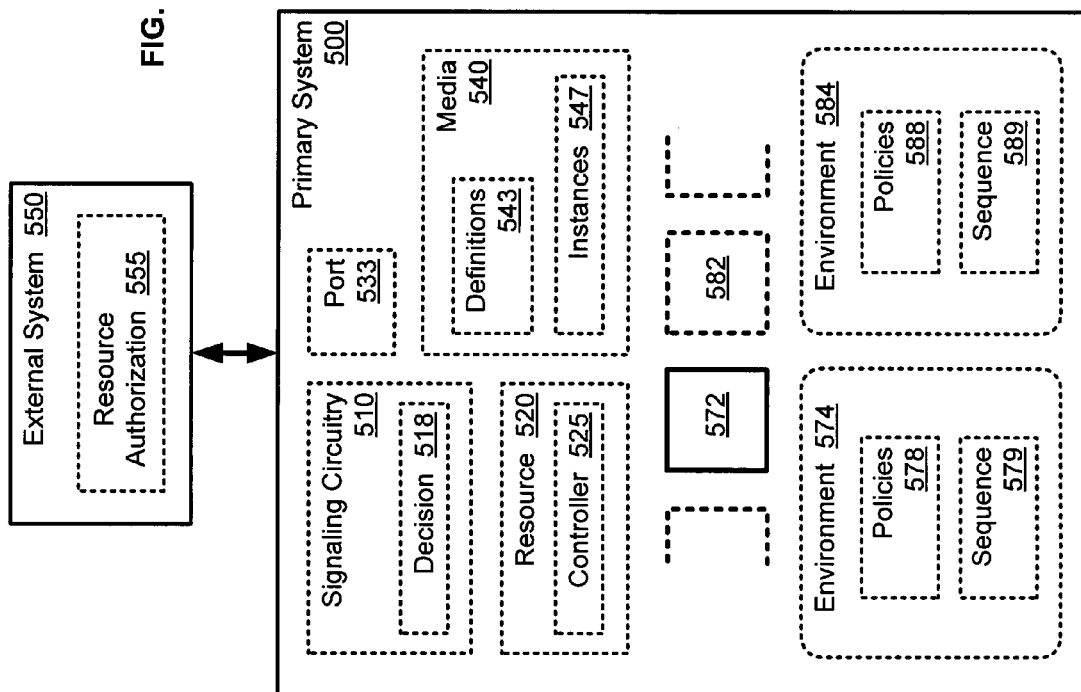 FIG.
External System 550
Resource
Authorization 555
Primary System
500
Signaling Circuitry
510
Decision 518
Port
533
Media
540
Definitions
543
Instances 547
Resource 520
Controller 525
572
582
Environment 574
Policies
578
Sequence
579
Environment 584
Policies
588
Sequence
589